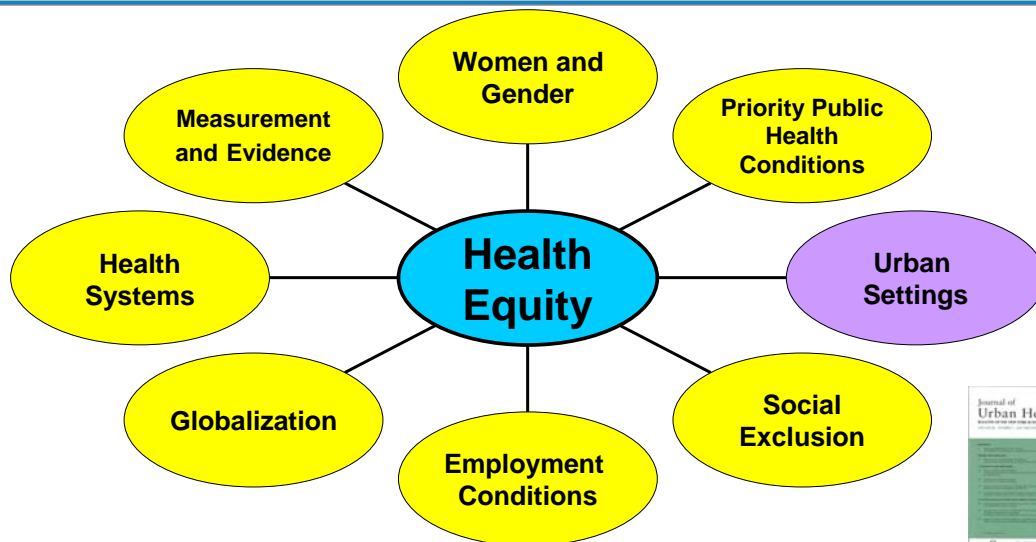 Women and
Gender
Measurement
and Evidence
Priority Public
Health
Conditions
Health
Systems
Health
Equity
Urban
Settings
Globalization
Social
Exclusion
Employment
Conditions
Journal of
Urban He